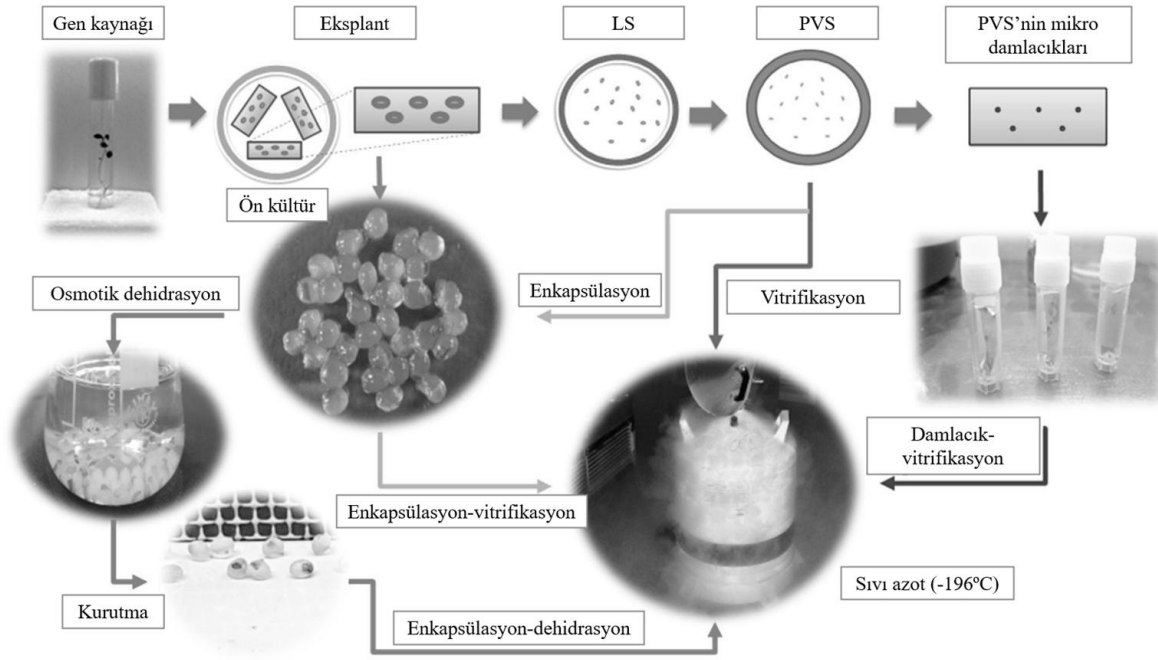 Gen kaynağı
Eksplant
LS
PVS
PVS'nin mikro
damlacıkları
Ön kültür
Osmotik dehidrasyon
Enkapsülasyon
Vitrifikasyon
Damlacık-
vitrifikasyon
Enkapsülasyon-vitrifikasyon
Sıvı azot (-196ºC)
Kurutma
Enkapsülasyon-dehidrasyon